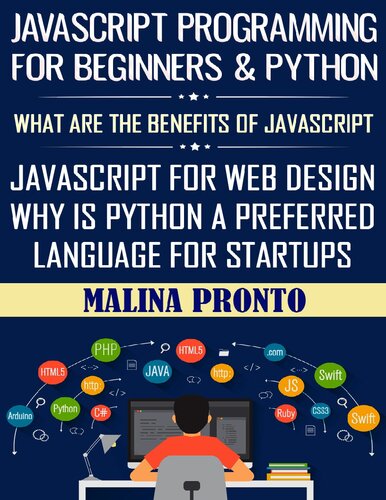 JAVASCRIPT PROGRAMMING
FOR BEGINNERS & PYTHON
WHAT ARE THE BENEFITS OF JAVASCRIPT
JAVASCRIPT FOR WEB DESIGN
WHY IS PYTHON A PREFERRED
LANGUAGE FOR STARTUPS
MALINA PRONTO
PHP
HTML5
.com
HTML5
JAVA
http:
Swift
http:
JS
Arduino
Python
C#
Ruby
CSS3
Swift